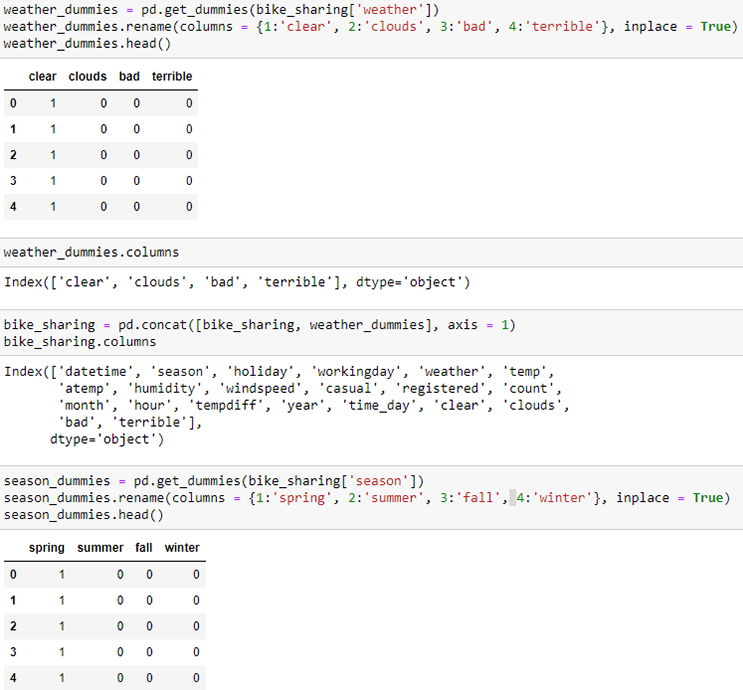 weather_dummies = pd.get_dummies(bike_sharing['weather'])
weather_dummies.rename(columns = {1:'clear', 2:'clouds', 3:'bad', 4:'terrible'}, inplace = True)
weather_dummies.head()
clear clouds bad terrible
0 1 0 0 0
1 1 0 0 0
2 1 0 0 0
3 1 0 0 0
4 1 0 0 0
weather_dummies.columns
Index(['clear', 'clouds', 'bad', 'terrible'], dtype='object')
bike_sharing = pd.concat([bike_sharing, weather_dummies], axis = 1)
bike_sharing.columns
Index(['datetime', 'season', 'holiday', 'workingday', 'weather', 'temp',
'atemp', 'humidity', 'windspeed', 'casual', 'registered', 'count',
'month', 'hour', 'tempdiff', 'year', 'time_day', 'clear', 'clouds',
'bad', 'terrible'],
dtype='object')
season_dummies = pd.get_dummies(bike_sharing['season'])
season_dummies.rename(columns = {1:'spring', 2:'summer', 3:'fall', 4:'winter'}, inplace = True)
season_dummies.head()
spring summer fall winter
0 1 0 0 0
1 1 0 0 0
2 1 0 0 0
3 1 0 0 0
4 1 0 0 0